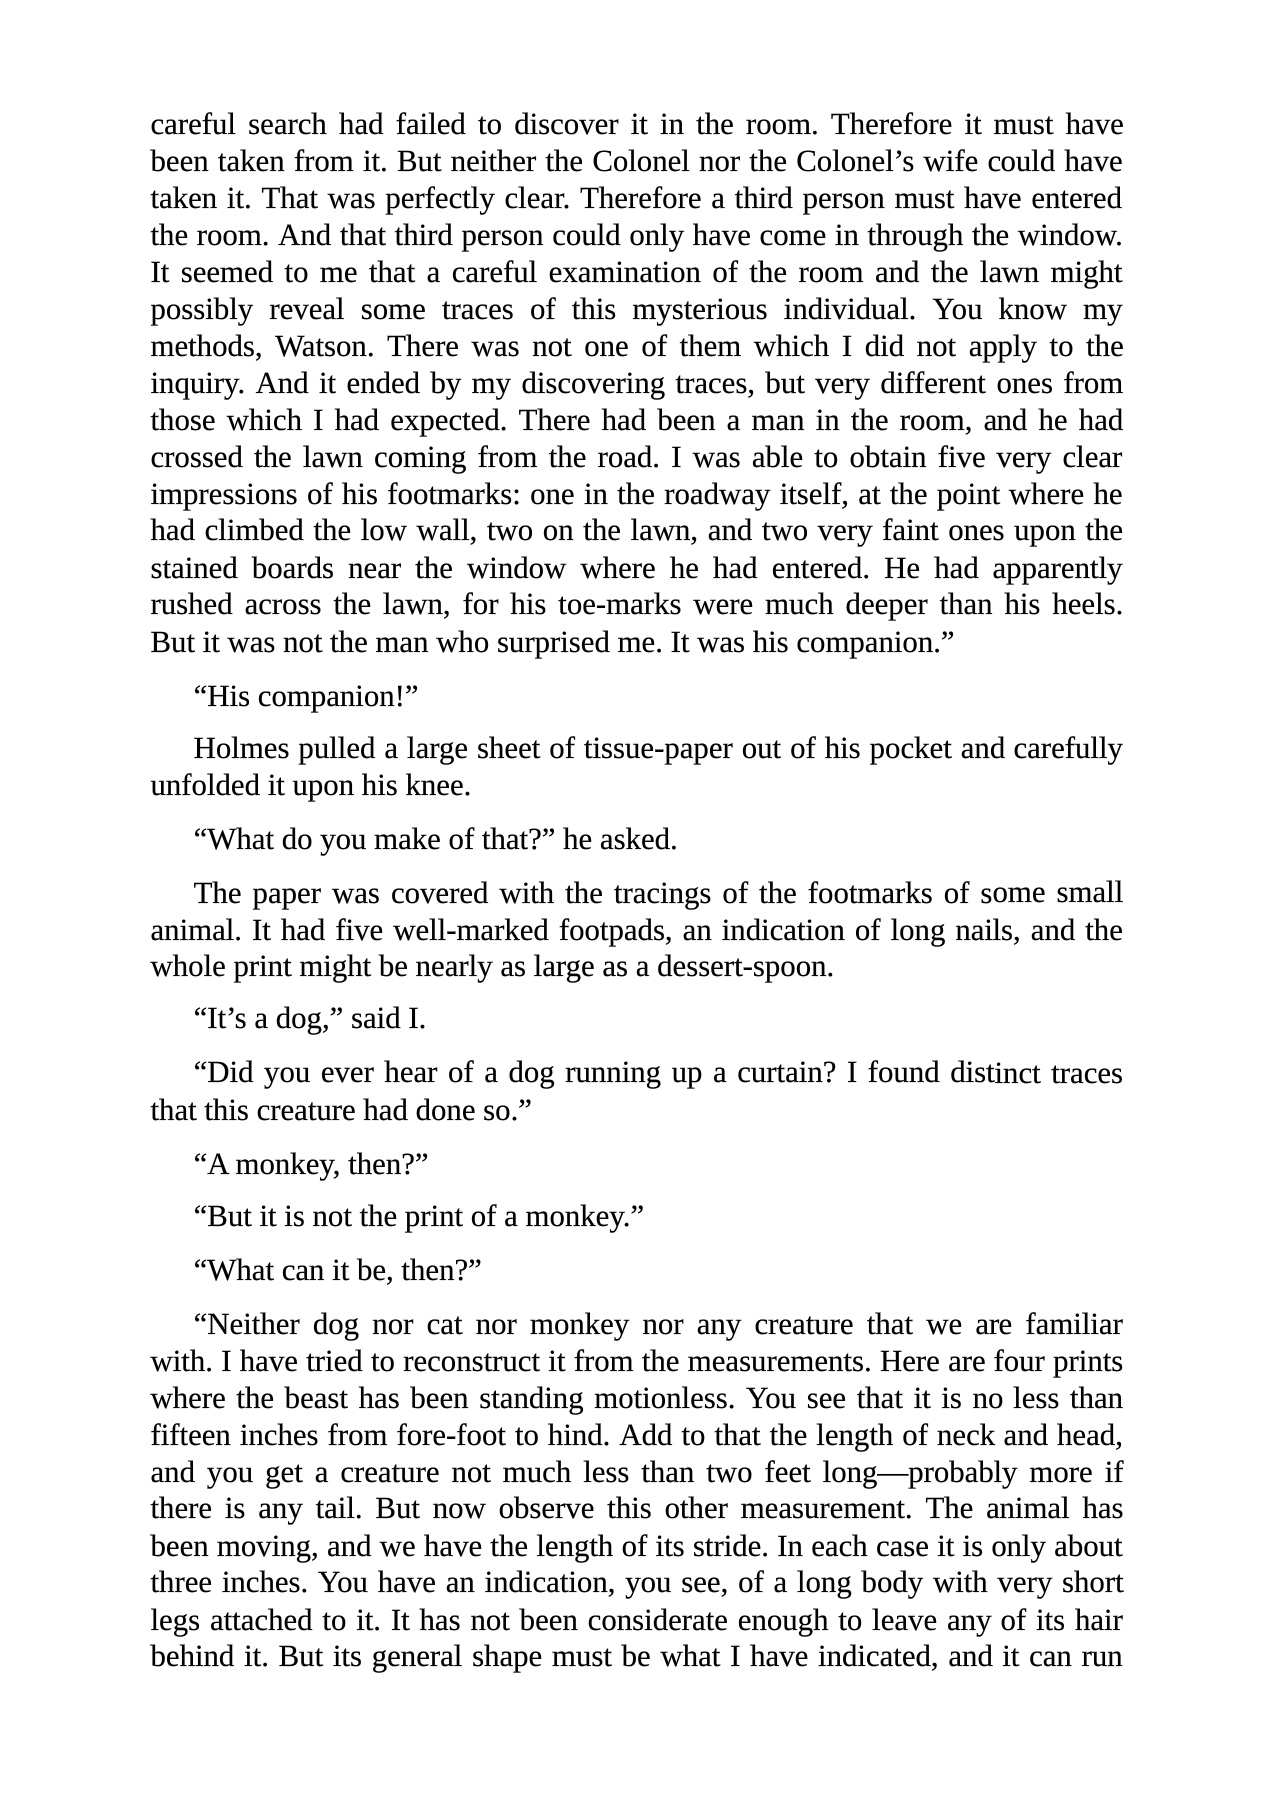 careful search had failed to discover it in the room. Therefore it must have
been taken from it. But neither the Colonel nor the Colonel’s wife could have
taken it. That was perfectly clear. Therefore a third person must have entered
the room. And that third person could only have come in through the window.
It seemed to me that a careful examination of the room and the lawn might
possibly reveal some traces of this mysterious individual. You know my
methods, Watson. There was not one of them which I did not apply to the
inquiry. And it ended by my discovering traces, but very different ones from
those which I had expected. There had been a man in the room, and he had
crossed the lawn coming from the road. I was able to obtain five very clear
impressions of his footmarks: one in the roadway itself, at the point where he
had climbed the low wall, two on the lawn, and two very faint ones upon the
stained boards near the window where he had entered. He had apparently
rushed across the lawn, for his toe-marks were much deeper than his heels.
But it was not the man who surprised me. It was his companion.”
“His companion!”
Holmes pulled a large sheet of tissue-paper out of his pocket and carefully
unfolded it upon his knee.
“What do you make of that?” he asked.
The paper was covered with the tracings of the footmarks of some small
animal. It had five well-marked footpads, an indication of long nails, and the
whole print might be nearly as large as a dessert-spoon.
“It’s a dog,” said I.
“Did you ever hear of a dog running up a curtain? I found distinct traces
that this creature had done so.”
“A monkey, then?”
“But it is not the print of a monkey.”
“What can it be, then?”
“Neither dog nor cat nor monkey nor any creature that we are familiar
with. I have tried to reconstruct it from the measurements. Here are four prints
where the beast has been standing motionless. You see that it is no less than
fifteen inches from fore-foot to hind. Add to that the length of neck and head,
and you get a creature not much less than two feet long—probably more if
there is any tail. But now observe this other measurement. The animal has
been moving, and we have the length of its stride. In each case it is only about
three inches. You have an indication, you see, of a long body with very short
legs attached to it. It has not been considerate enough to leave any of its hair
behind it. But its general shape must be what I have indicated, and it can run